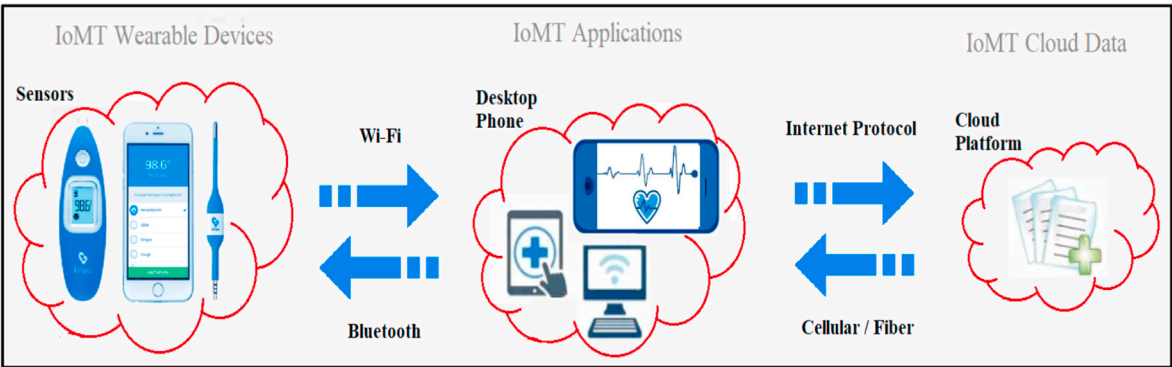 IoMT Wearable Devices
IoMT Applications
IoMT Cloud Data
Sensors
Desktop
Phone
Cloud
Platform
Wi-Fi
Internet Protocol
98.6°
98.6°
Bluetooth
Cellular / Fiber